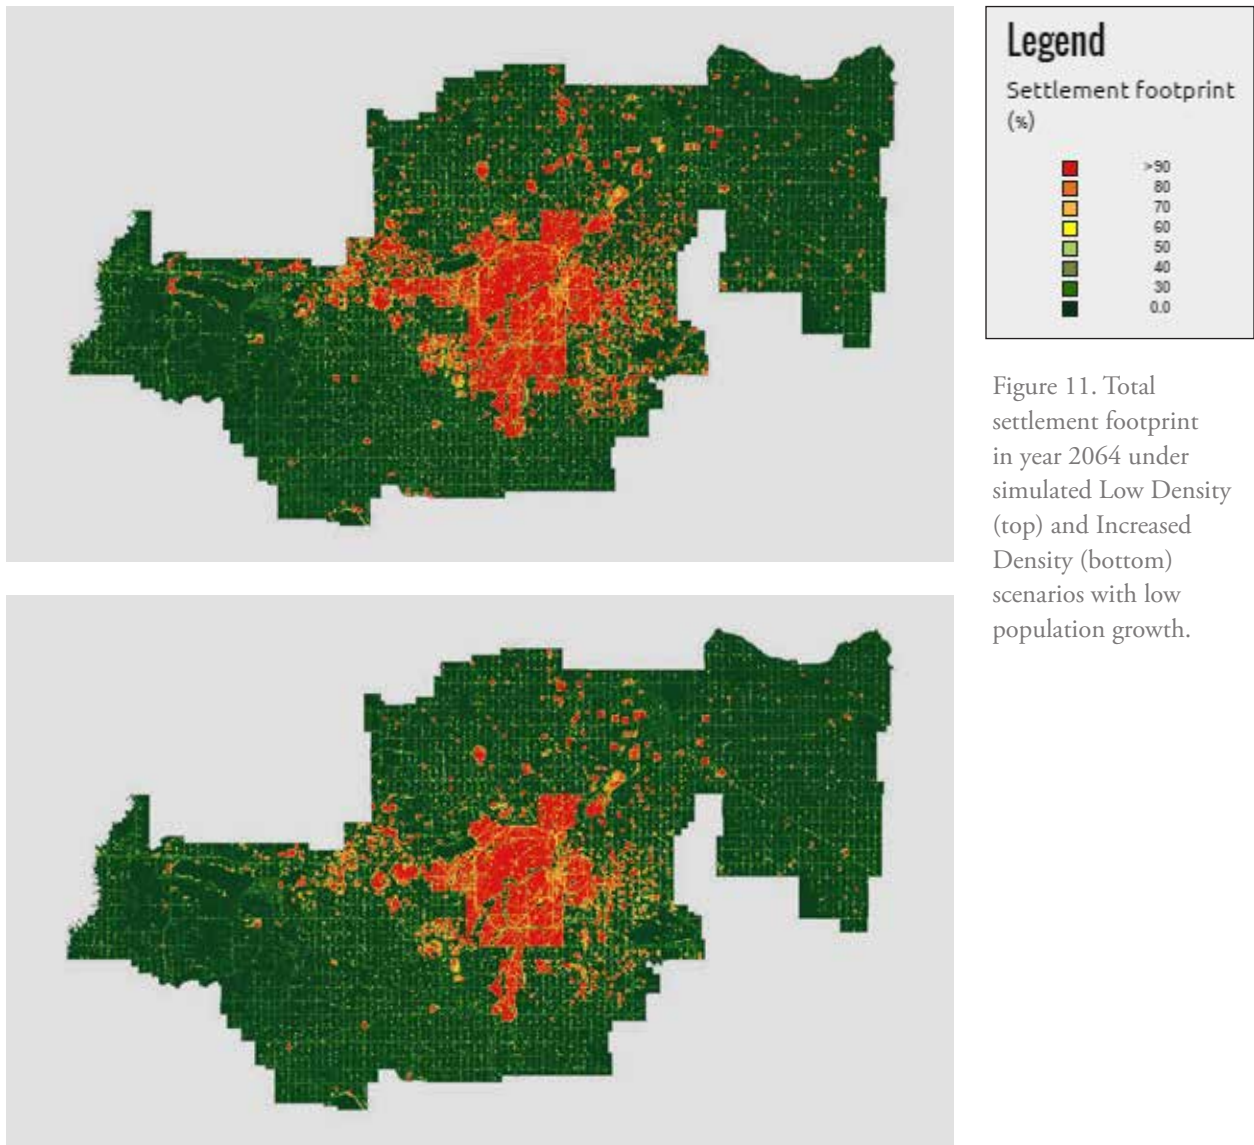 Legend
Settlement footprint
(%)
>90
80
70
60
50
40
30
0.0
Figure 11. Total
settlement footprint
in year 2064 under
simulated Low Density
(top) and Increased
Density (bottom)
scenarios with low
population growth.